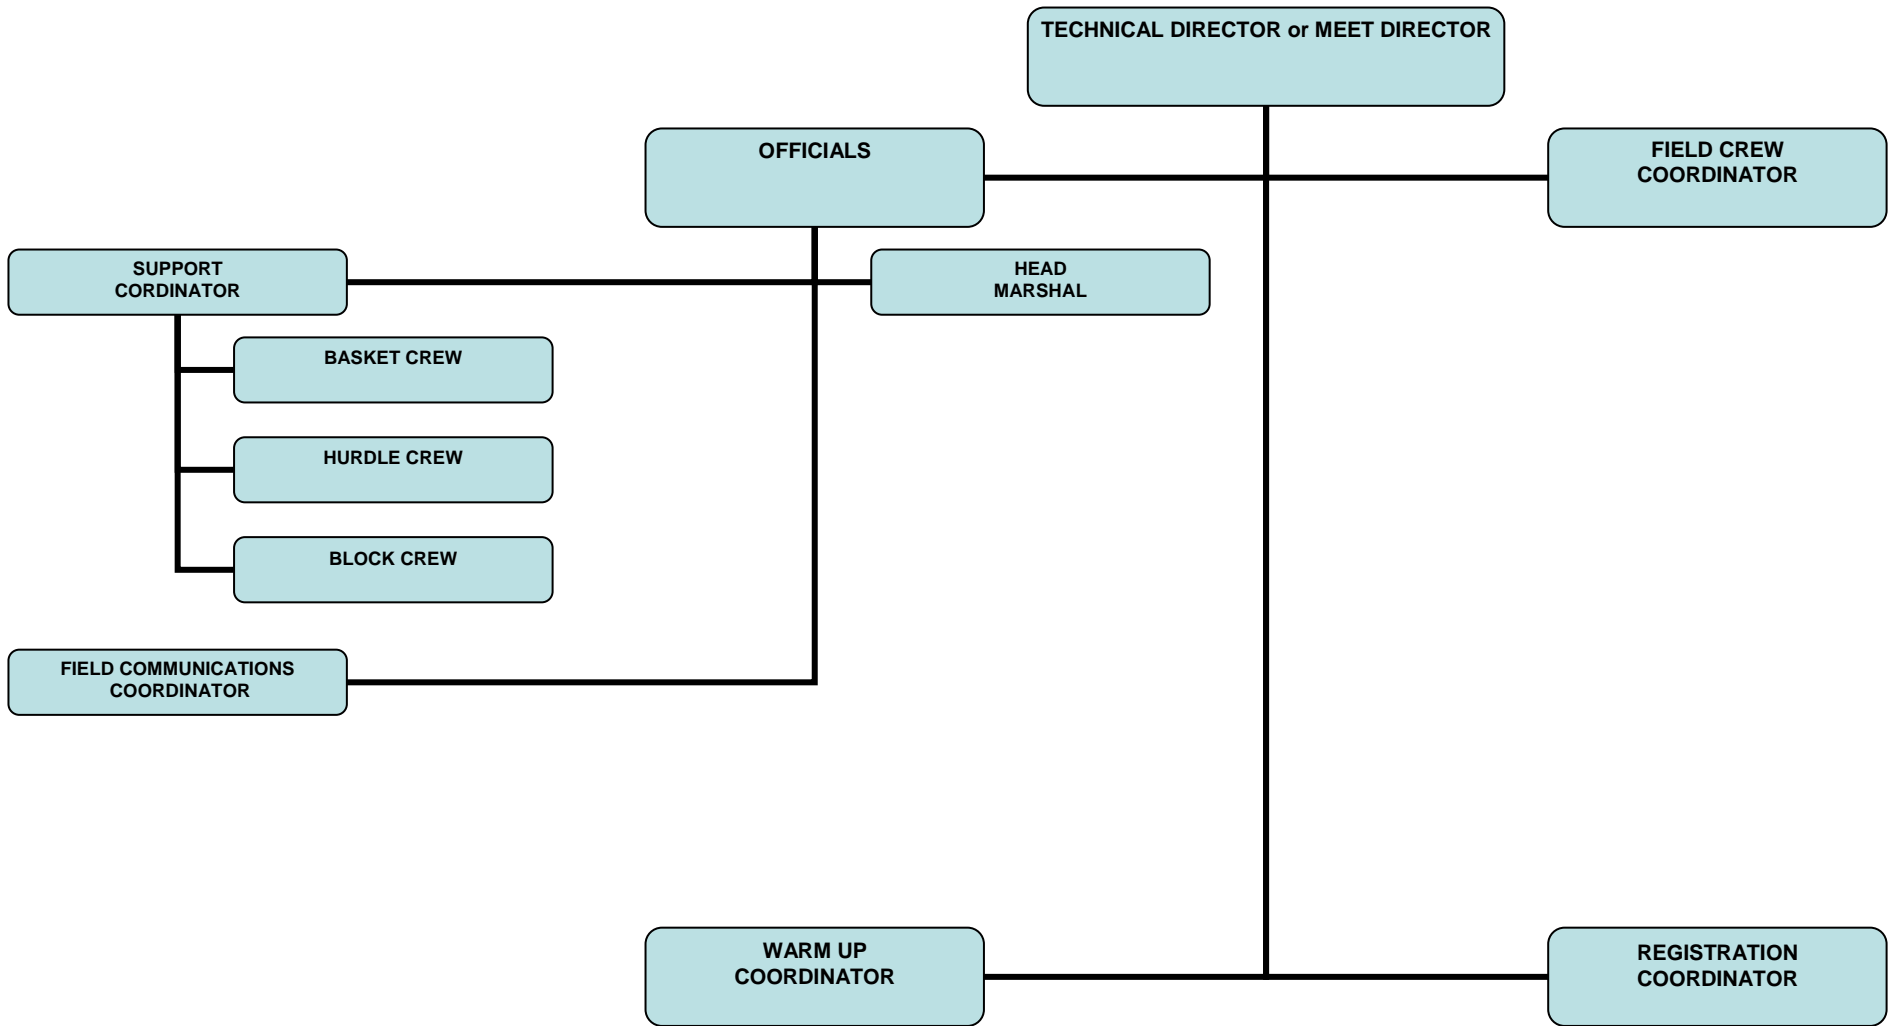 TECHNICAL DIRECTOR or MEET DIRECTOR
OFFICIALS
FIELD CREW
COORDINATOR
SUPPORT
CORDINATOR
HEAD
MARSHAL
BASKET CREW
HURDLE CREW
BLOCK CREW
FIELD COMMUNICATIONS
COORDINATOR
WARM UP
COORDINATOR
REGISTRATION
COORDINATOR